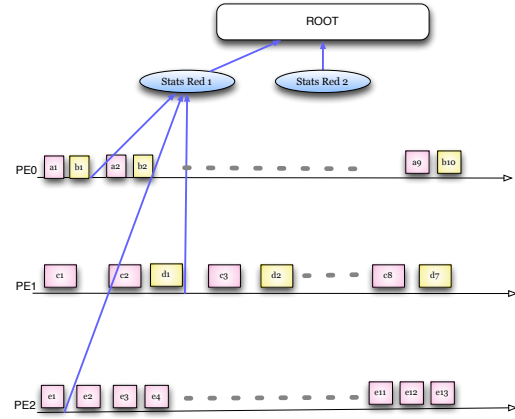 ROOT
Stats Red 1 Stats Red 2
PE0 a1 b1 a2 b2 a9 b10
PE1 c1 c2 d1 c3 d2 c8 d7
PE2 e1 e2 e3 e4 e11 e12 e13